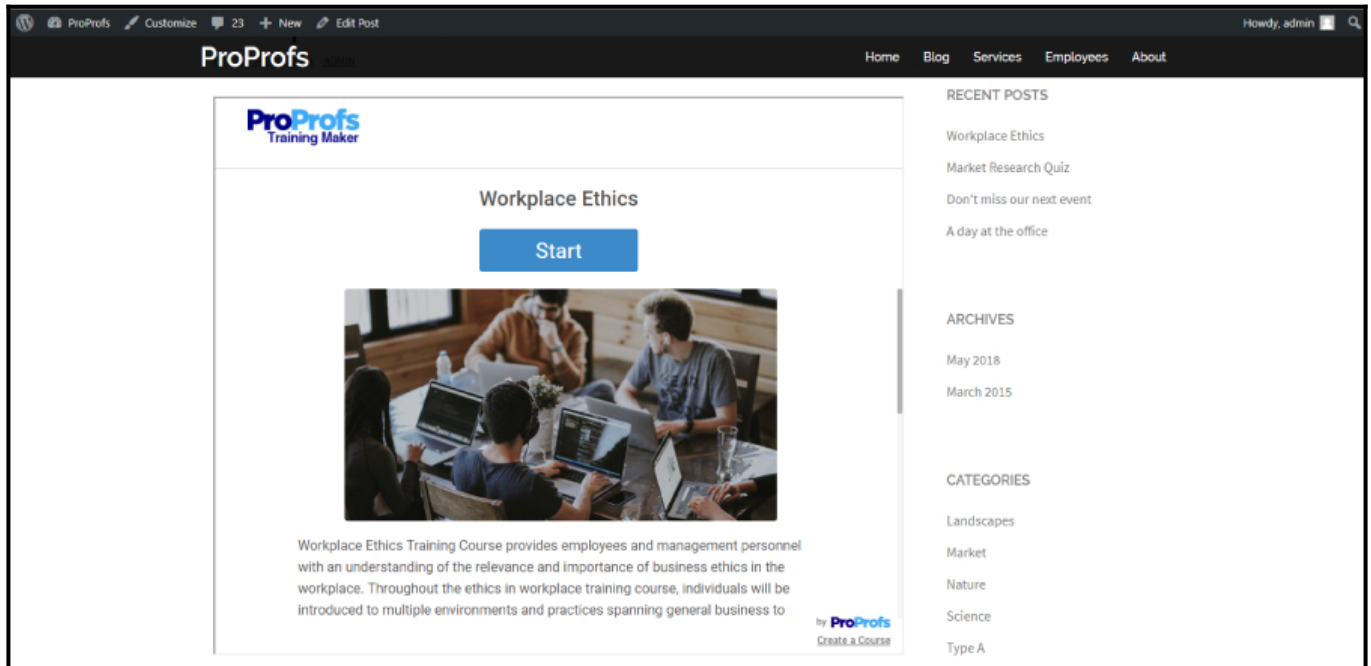 ProProfs Customize 23 New Edit Post Howdy, admin
ProProfs Home Blog Services Employees About
ProProfs
Training Maker
Workplace Ethics
Start
Workplace Ethics Training Course provides employees and management personnel
with an understanding of the relevance and importance of business ethics in the
workplace. Throughout the ethics in workplace training course, individuals will be
introduced to multiple environments and practices spanning general business to
by ProProfs
Create a Course
RECENT POSTS
Workplace Ethics
Market Research Quiz
Don't miss our next event
A day at the office
ARCHIVES
May 2018
March 2015
CATEGORIES
Landscapes
Market
Nature
Science
Type A